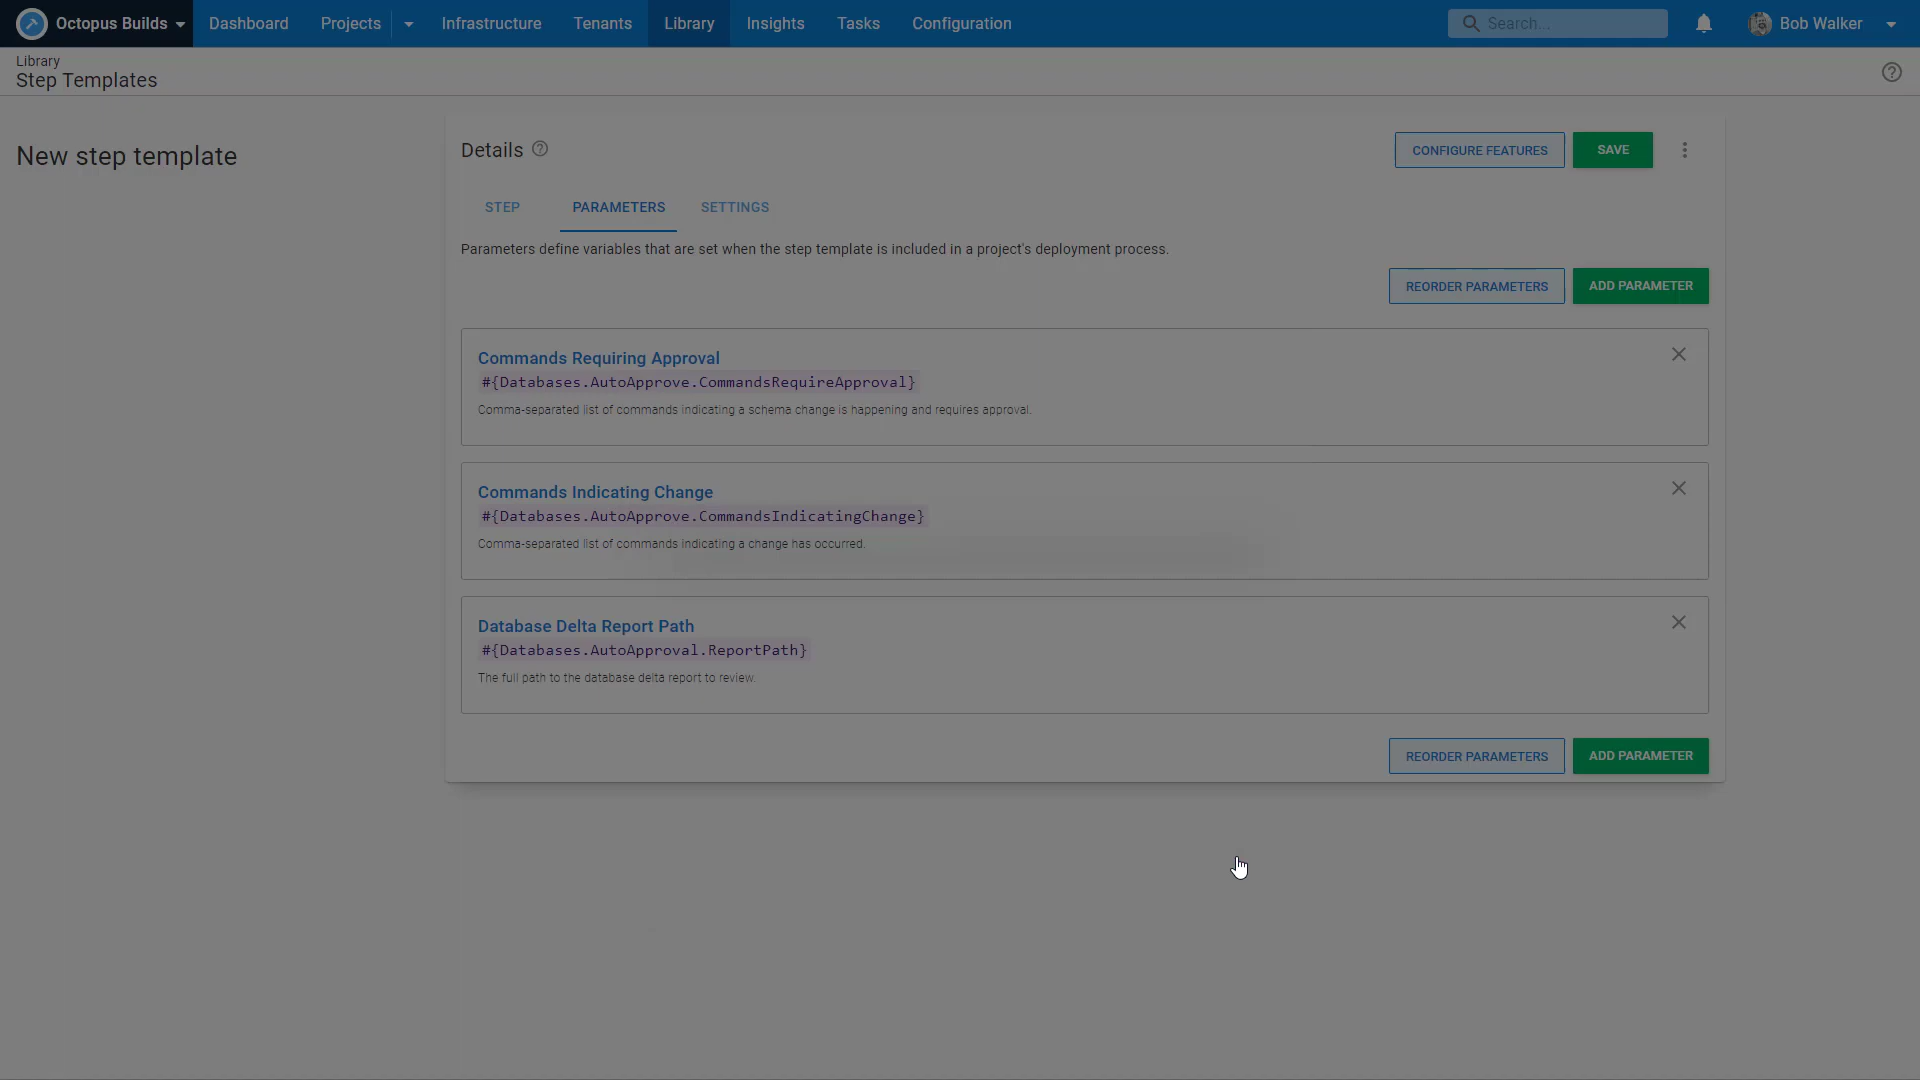 Octopus Builds
Dashboard
Projects
Infrastructure
Tenants
Library
Insights
Tasks
Configuration
Search...
Bob Walker
Library
Step Templates
New step template
Details
CONFIGURE FEATURES
SAVE
STEP
PARAMETERS
SETTINGS
Parameters define variables that are set when the step template is included in a project's deployment process.
REORDER PARAMETERS
ADD PARAMETER
Commands Requiring Approval
#{Databases.AutoApprove.CommandsRequireApproval}
Comma-separated list of commands indicating a schema change is happening and requires approval.
Commands Indicating Change
#{Databases.AutoApprove.CommandsIndicatingChange}
Comma-separated list of commands indicating a change has occurred.
Database Delta Report Path
#{Databases.AutoApproval.ReportPath}
The full path to the database delta report to review.
REORDER PARAMETERS
ADD PARAMETER